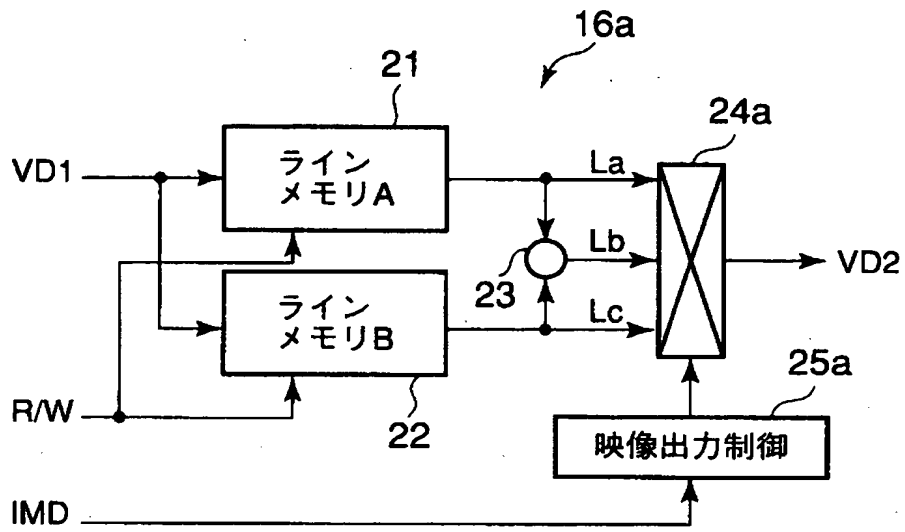 16a
21
24a
VD1
ライン
メモリA
La
23
Lb
VD2
ライン
メモリB
Lc
25a
R/W
22
映像出力制御
IMD